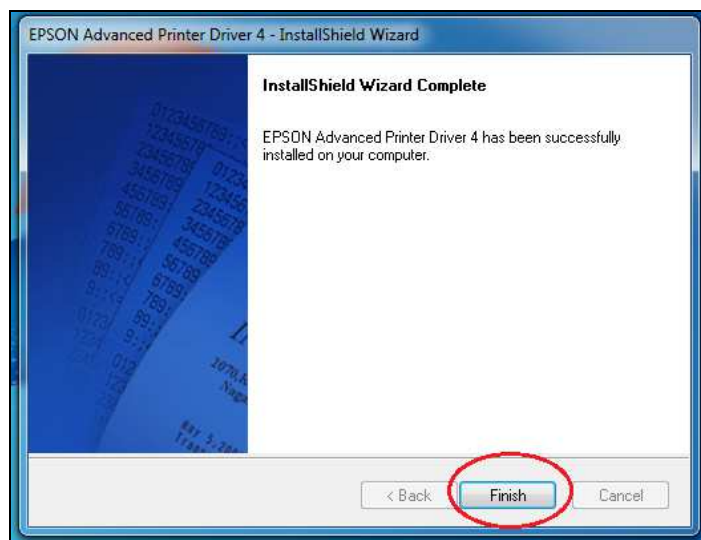 EPSON Advanced Printer Driver 4 - InstallShield Wizard
InstallShield Wizard Complete
EPSON Advanced Printer Driver 4 has been successfully
installed on your computer.
< Back
Finish
Cancel